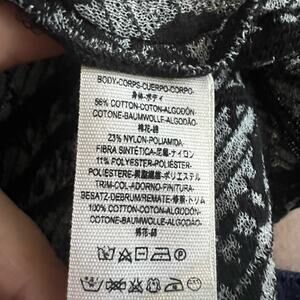 BODY-CORPS-CUERPO-CORPO-
身体-ボディ
56% COTTON-COTON-ALGODÓN-
COTONE-BAUMWOLLE-ALGODÃO
棉花-綿
23% NYLON-POLIAMIDA-
FIBRA SINTÉTICA-尼龍-ナイロン
11% POLYESTER-POLIÉSTER-
POLIESTERE-聚酯纖維-ポリエステル
TRIM-COL-ADORNO-FINITURA-
BESATZ-DEBRUM/REMATE-修飾-トリム
100% COTTON-COTON-ALGODÓN-
COTONE-BAUMWOLLE-ALGODÃO
棉花-綿